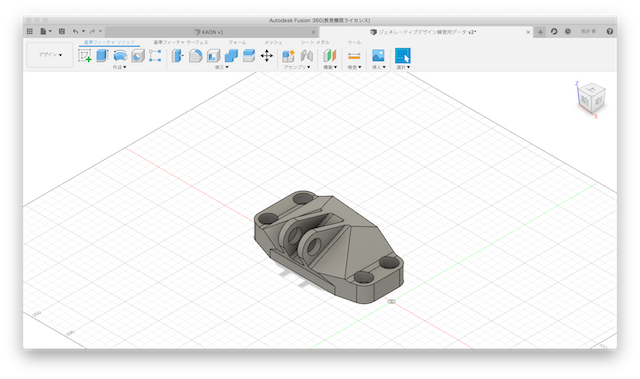 Autodesk Fusion 360(教育機関ライセンス)
KAON v1
ジェネレーティブデザイン練習用データ v2*
基準フィーチャ ソリッド
基準フィーチャ サーフェス
フォーム
メッシュ
シート メタル
ツール
デザイン
作成
修正
アセンブリ
構築
検査
挿入
選択
Z